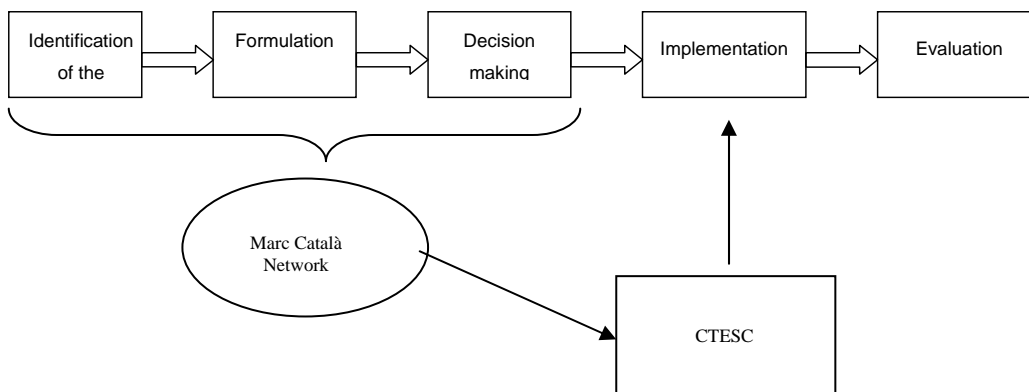 Identification
of the
Formulation
Decision
making
Implementation
Evaluation
Marc Català
Network
CTESC